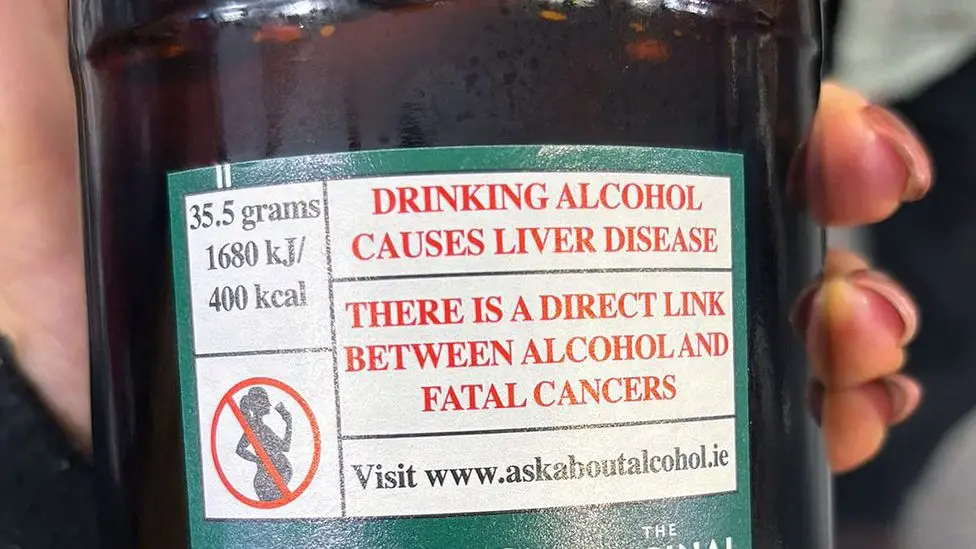 35.5 grams
1680 kJ/
400 kcal
DRINKING ALCOHOL
CAUSES LIVER DISEASE
THERE IS A DIRECT LINK
BETWEEN ALCOHOL AND
FATAL CANCERS
Visit www.askaboutalcohol.ie
THE